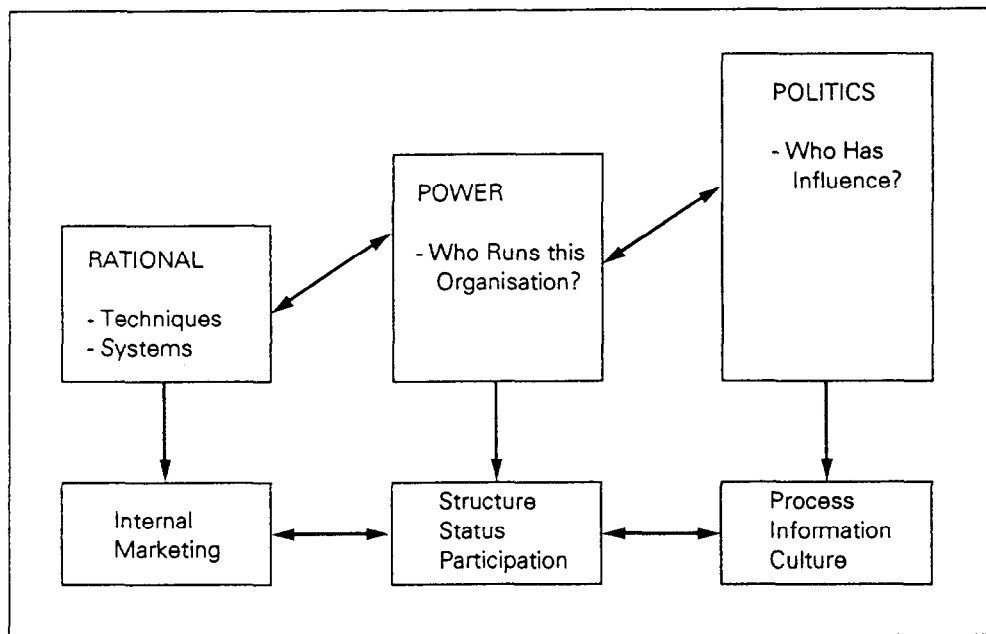 RATIONAL
- Techniques
- Systems
POWER
- Who Runs this
Organisation?
POLITICS
- Who Has
Influence?
Internal
Marketing
Structure
Status
Participation
Process
Information
Culture